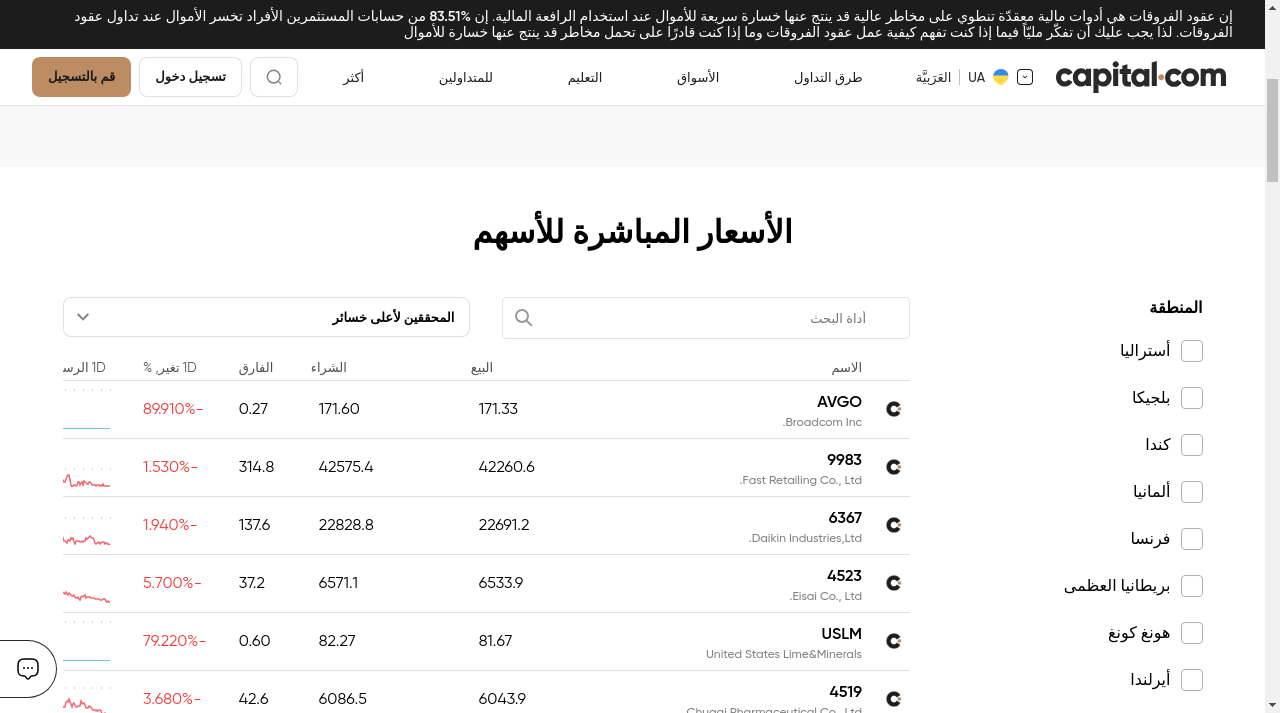 إن عقود الفروقات هي أدوات مالية معقدّة تنطوي على مخاطر عالية قد ينتج عنها خسارة سريعة للأموال عند استخدام الرافعة المالية. إن 83.51% من حسابات المستثمرين الأفراد تخسر الأموال عند تداول عقود
الفروقات. لذا يجب عليك أن تفكّر مليّاً فيما إذا كنت تفهم كيفية عمل عقود الفروقات وما إذا كنت قادرًا على تحمل مخاطر قد ينتج عنها خسارة للأموال
capital.com
UA
العَرَبيَّة
طرق التداول
الأسواق
التعليم
للمتداولين
أكثر
تسجيل دخول
قم بالتسجيل
الأسعار المباشرة للأسهم
المنطقة
أستراليا
بلجيكا
كندا
ألمانيا
فرنسا
بريطانيا العظمى
هونغ كونغ
أيرلندا
أداة البحث
المحققين لأعلى خسائر
الاسم البيع الشراء الفارق 1D تغير, % 1D
AVGO 171.33 171.60 0.27 -89.910%
Broadcom Inc.
9983 42260.6 42575.4 314.8 -1.530%
Fast Retailing Co., Ltd.
6367 22691.2 22828.8 137.6 -1.940%
Daikin Industries,Ltd.
4523 6533.9 6571.1 37.2 -5.700%
Eisai Co., Ltd.
USLM 81.67 82.27 0.60 -79.220%
United States Lime&Minerals
4519 6043.9 6086.5 42.6 -3.680%
Chugai Pharmaceutical Co., Ltd